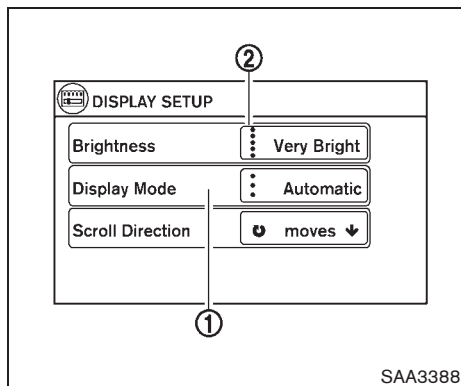 ②
DISPLAY SETUP
Brightness Very Bright
Display Mode Automatic
Scroll Direction ↻ moves ↓
①
SAA3388